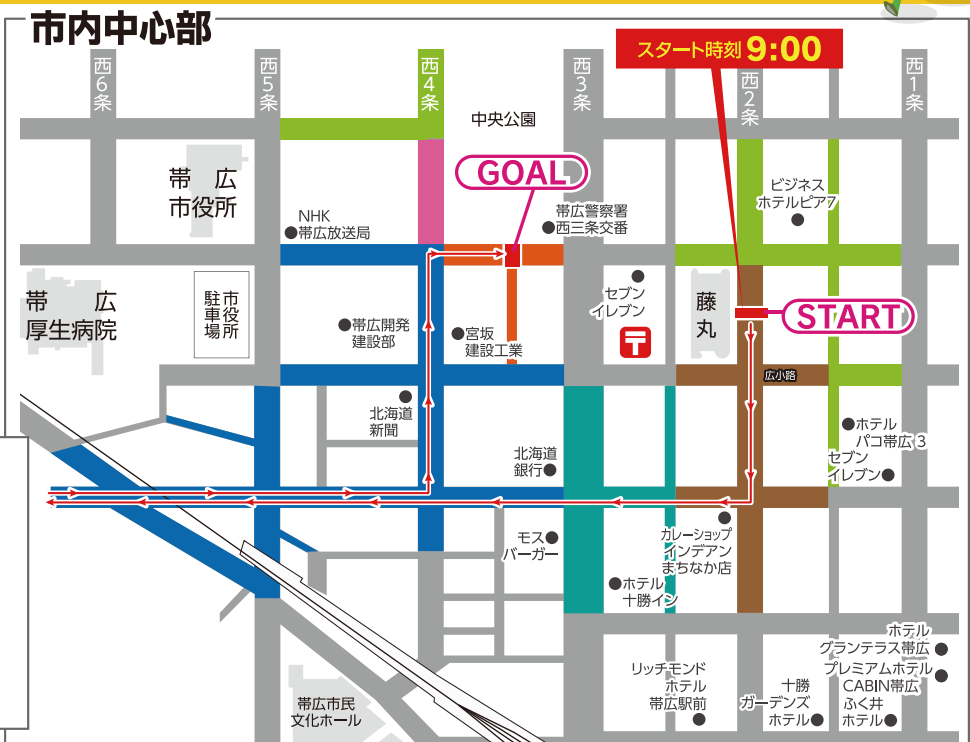 市内中心部
スタート時刻 9:00
西6条
西5条
西4条
西3条
西2条
西1条
中央公園
GOAL
帯広
市役所
NHK
帯広放送局
帯広警察署
西三条交番
ビジネス
ホテルピア7
帯広
厚生病院
市役所
駐車場
帯広開発
建設部
宮坂
建設工業
セブン
イレブン
〒
藤丸
START
広小路
北海道
新聞
北海道
銀行
ホテル
パコ帯広 3
セブン
イレブン
モス
バーガー
カレーショップ
インデアン
まちなか店
ホテル
十勝イン
ホテル
グランテラス帯広
プレミアムホテル
CABIN帯広
リッチモンド
ホテル
帯広駅前
十勝
ガーデンズ
ホテル
ふく井
ホテル
帯広市民
文化ホール